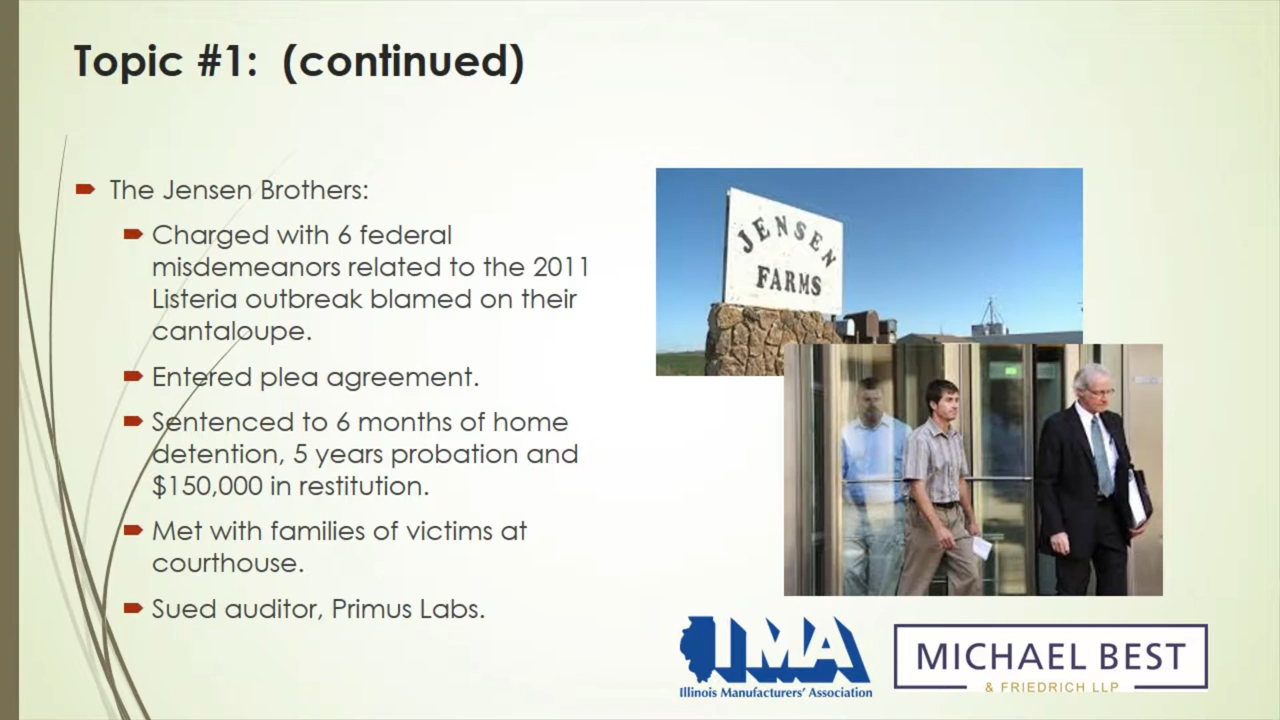 Topic #1: (continued)
The Jensen Brothers:
Charged with 6 federal
misdemeanors related to the 2011
Listeria outbreak blamed on their
cantaloupe.
Entered plea agreement.
Sentenced to 6 months of home
detention, 5 years probation and
$150,000 in restitution.
Met with families of victims at
courthouse.
Sued auditor, Primus Labs.
JENSEN
FARMS
IMA
Illinois Manufacturers' Association
MICHAEL BEST
& FRIEDRICH LLP